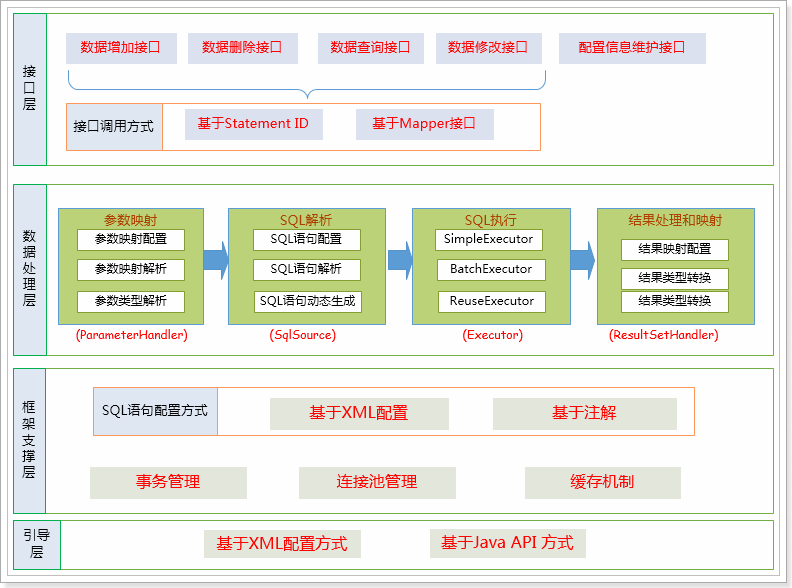 接口层
数据增加接口
数据删除接口
数据查询接口
数据修改接口
配置信息维护接口
接口调用方式
基于Statement ID
基于Mapper接口
数据处理层
参数映射
参数映射配置
参数映射解析
参数类型解析
(ParameterHandler)
SQL解析
SQL语句配置
SQL语句解析
SQL语句动态生成
(SqlSource)
SQL执行
SimpleExecutor
BatchExecutor
ReuseExecutor
(Executor)
结果处理和映射
结果映射配置
结果类型转换
结果类型转换
(ResultSetHandler)
框架支撑层
SQL语句配置方式
基于XML配置
基于注解
事务管理
连接池管理
缓存机制
引导层
基于XML配置方式
基于Java API 方式